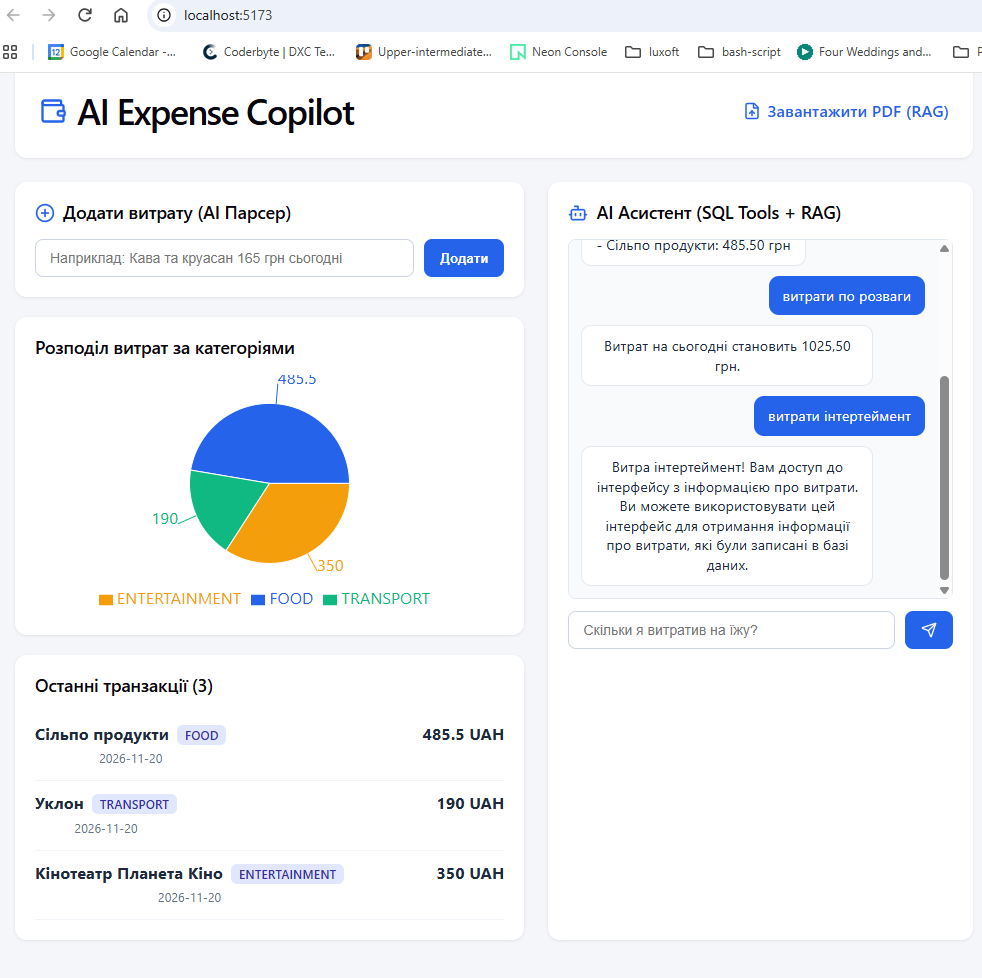 localhost:5173
Google Calendar -...
Coderbyte | DXC Te...
Upper-intermediate...
Neon Console
luxoft
bash-script
Four Weddings and...
AI Expense Copilot
Завантажити PDF (RAG)
Додати витрату (AI Парсер)
Наприклад: Кава та круасан 165 грн сьогодні
Додати
Розподіл витрат за категоріями
485.5
190
350
ENTERTAINMENT FOOD TRANSPORT
Останні транзакції (3)
Сільпо продукти FOOD 485.5 UAH
2026-11-20
Уклон TRANSPORT 190 UAH
2026-11-20
Кінотеатр Планета Кіно ENTERTAINMENT 350 UAH
2026-11-20
AI Асистент (SQL Tools + RAG)
- Сільпо продукти: 485.50 грн
витрати по розваги
Витрат на сьогодні становить 1025,50
грн.
витрати інтертеймент
Витра інтертеймент! Вам доступ до
інтерфейсу з інформацією про витрати.
Ви можете використовувати цей
інтерфейс для отримання інформації
про витрати, які були записані в базі
даних.
Скільки я витратив на їжу?